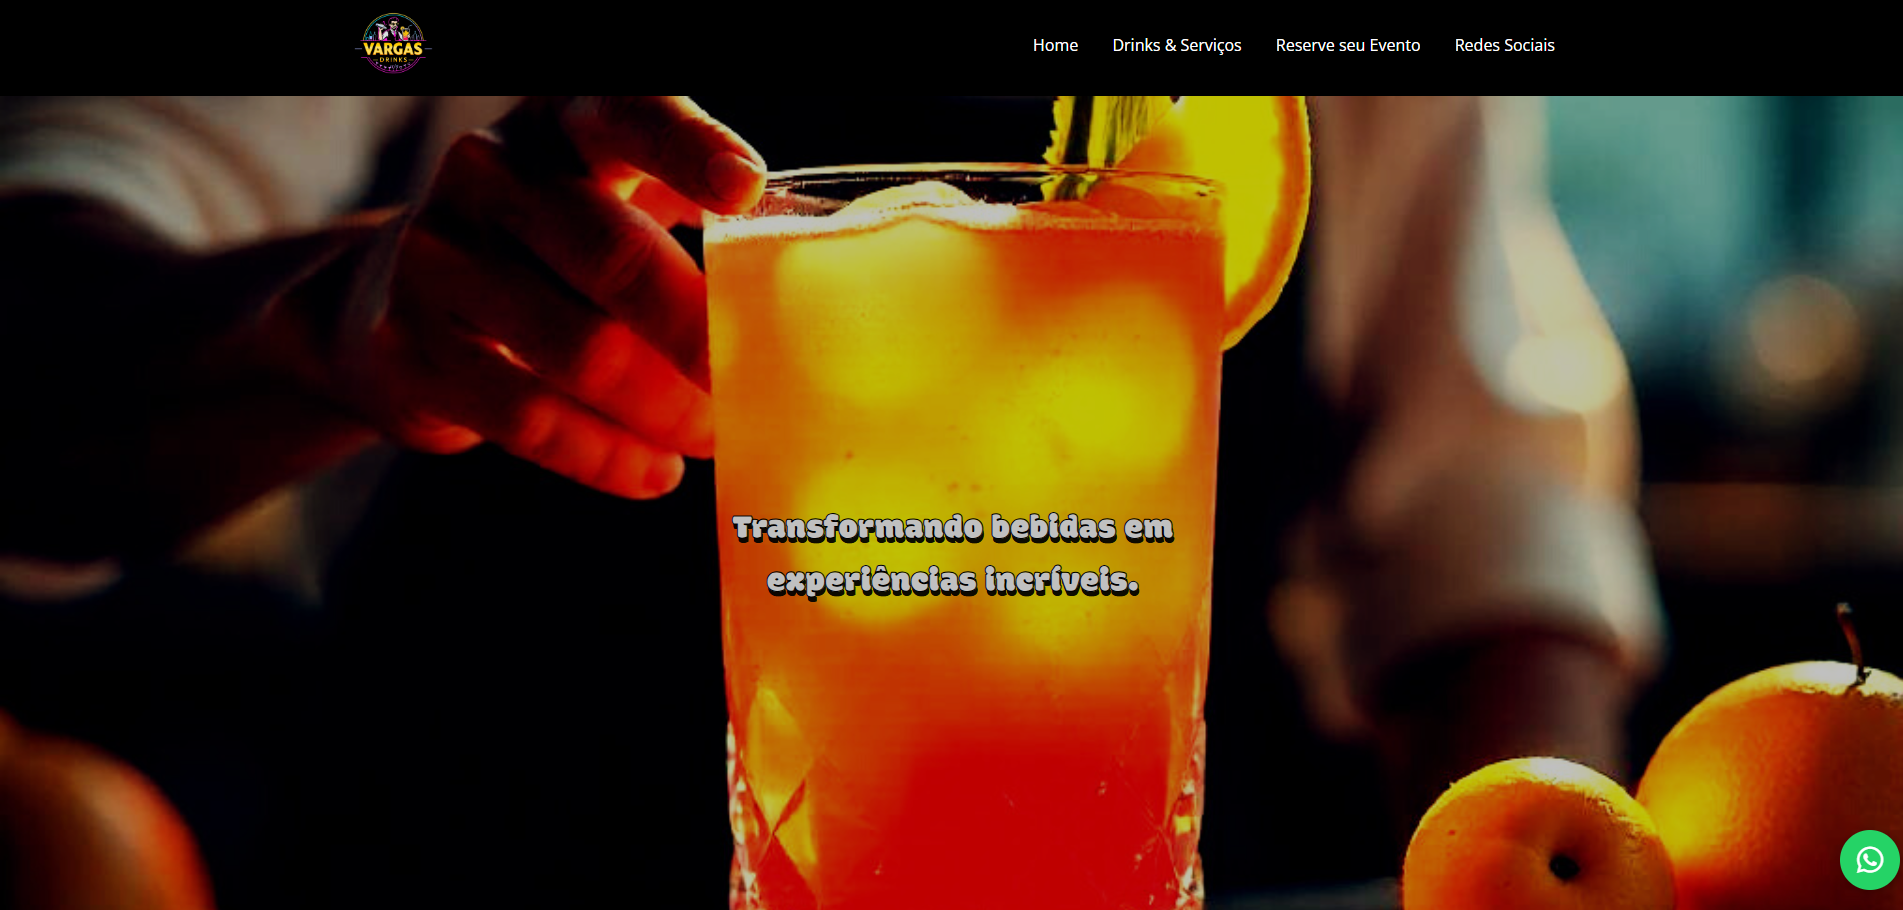 VARGAS
DRINKS
Home
Drinks & Serviços
Reserve seu Evento
Redes Sociais
Transformando bebidas em
experiências incríveis.